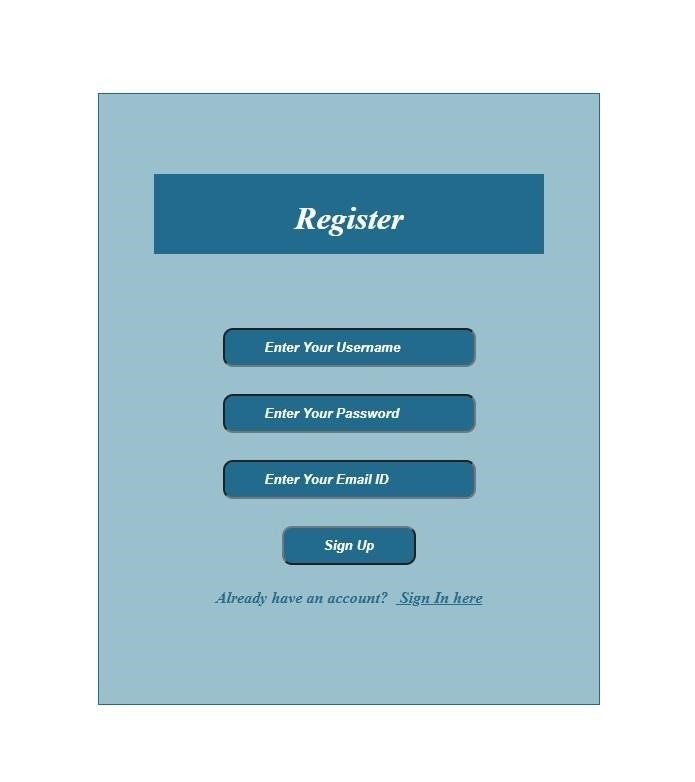 Register
Enter Your Username
Enter Your Password
Enter Your Email ID
Sign Up
Already have an account? Sign In here